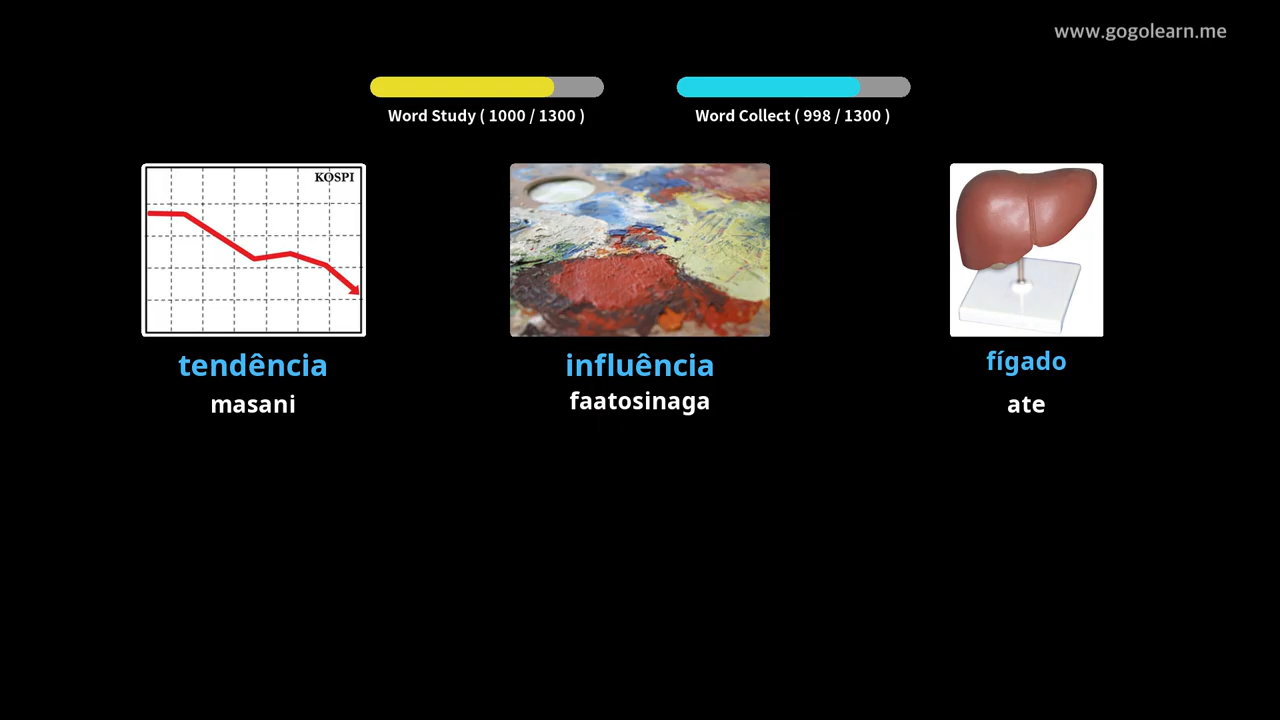 www.gogolearn.me
Word Study ( 1000 / 1300 )
Word Collect ( 998 / 1300 )
KOSPI
tendência
influência
fígado
masani
faatosinaga
ate